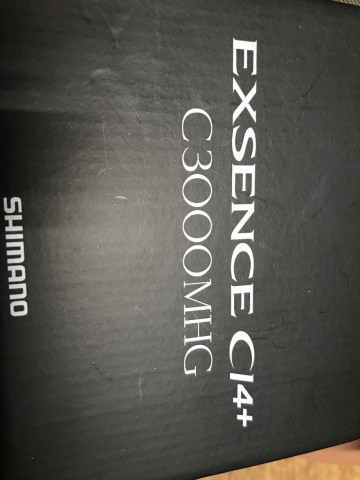 EXSENCE CI4+
C3000MHG
SHIMANO